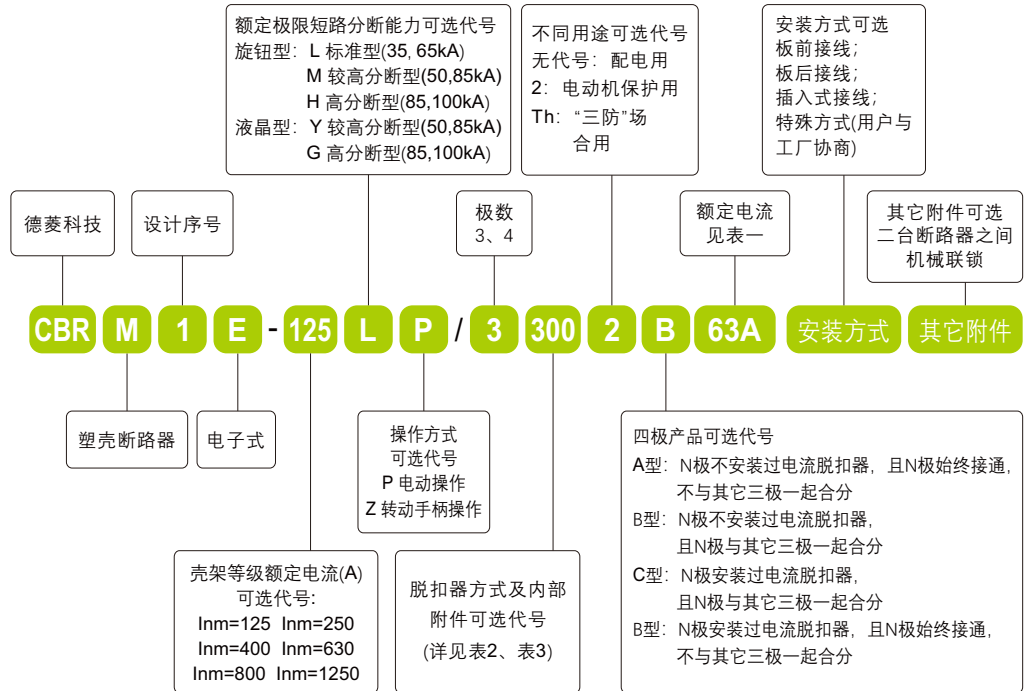 额定极限短路分断能力可选代号
旋钮型：L 标准型(35, 65kA)
M 较高分断型(50,85kA)
H 高分断型(85,100kA)
液晶型：Y 较高分断型(50,85kA)
G 高分断型(85,100kA)
不同用途可选代号
无代号：配电用
2：电动机保护用
Th：“三防”场
合用
安装方式可选
板前接线；
板后接线；
插入式接线；
特殊方式(用户与
工厂协商)
德菱科技
设计序号
极数
3、4
额定电流
见表一
其它附件可选
二台断路器之间
机械联锁
CBR M 1 E - 125 L P / 3 300 2 B 63A 安装方式 其它附件
塑壳断路器
电子式
操作方式
可选代号
P 电动操作
Z 转动手柄操作
四极产品可选代号
A型：N极不安装过电流脱扣器，且N极始终接通，
不与其它三极一起合分
B型：N极不安装过电流脱扣器，
且N极与其它三极一起合分
C型：N极安装过电流脱扣器，
且N极与其它三极一起合分
B型：N极安装过电流脱扣器，且N极始终接通，
不与其它三极一起合分
壳架等级额定电流(A)
可选代号:
Inm=125 Inm=250
Inm=400 Inm=630
Inm=800 Inm=1250
脱扣器方式及内部
附件可选代号
(详见表2、表3)